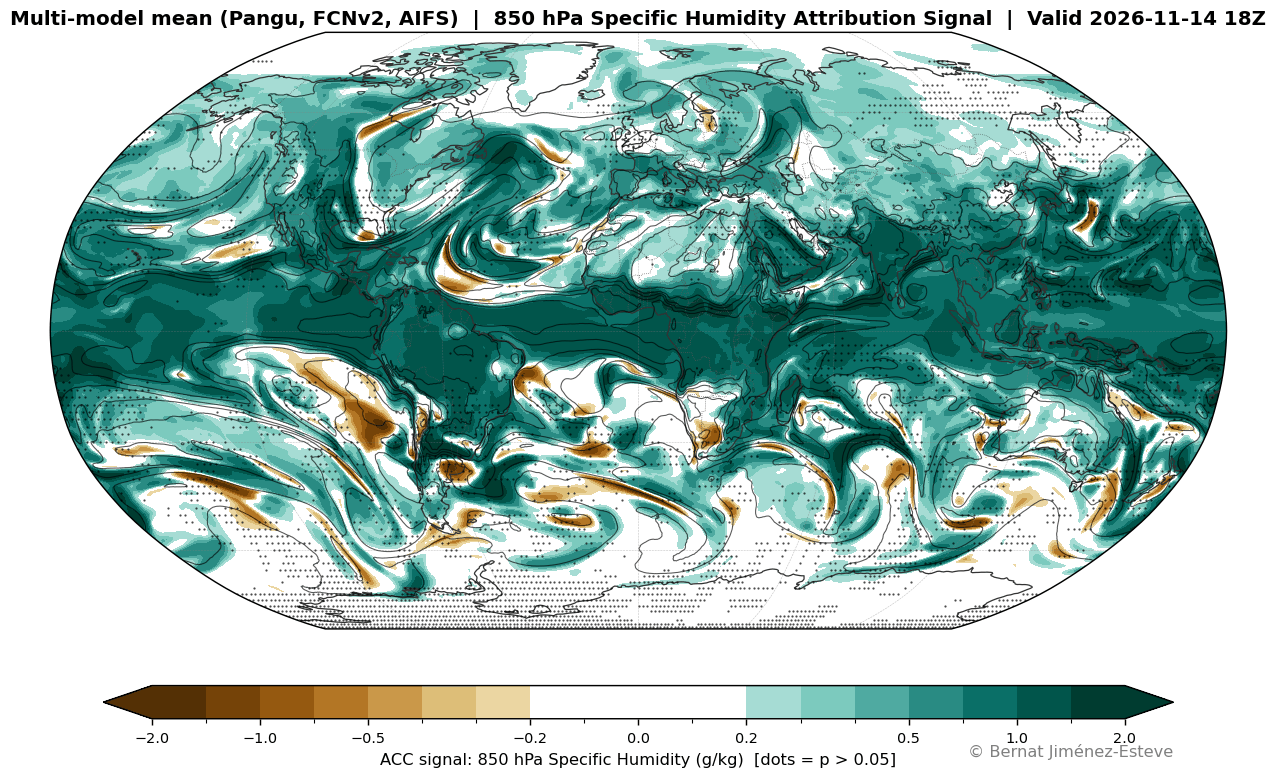 Multi-model mean (Pangu, FCNv2, AIFS)  |  850 hPa Specific Humidity Attribution Signal  |  Valid 2026-11-14 18Z
−2.0 −1.0 −0.5 −0.2 0.0 0.2 0.5 1.0 2.0
ACC signal: 850 hPa Specific Humidity (g/kg)  [dots = p > 0.05]
© Bernat Jiménez-Esteve